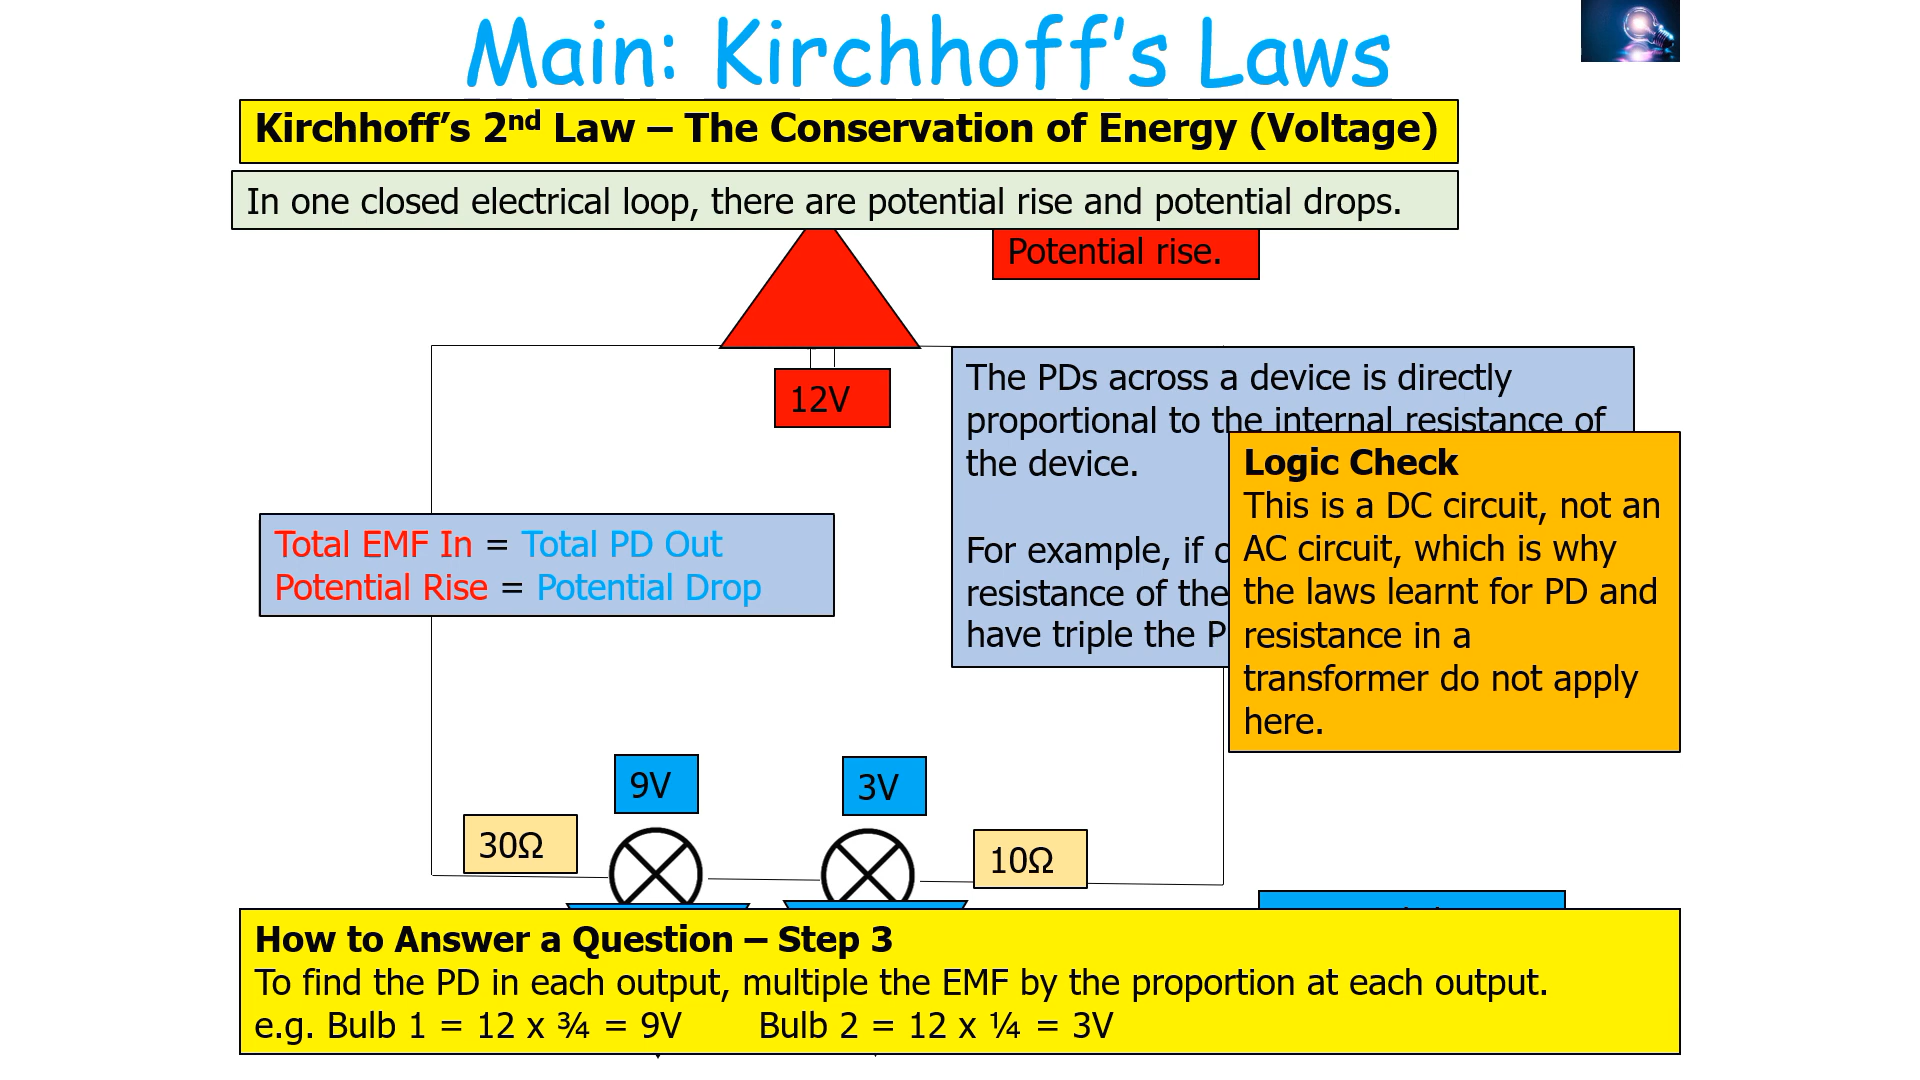 Main: Kirchhoff’s Laws
Kirchhoff’s 2nd Law – The Conservation of Energy (Voltage)
In one closed electrical loop, there are potential rise and potential drops.
Potential rise.
12V
The PDs across a device is directly
proportional to the internal resistance of
the device.
For example, if
resistance of the
have triple the
Logic Check
This is a DC circuit, not an
AC circuit, which is why
the laws learnt for PD and
resistance in a
transformer do not apply
here.
Total EMF In = Total PD Out
Potential Rise = Potential Drop
9V
3V
30Ω
10Ω
How to Answer a Question – Step 3
To find the PD in each output, multiple the EMF by the proportion at each output.
e.g. Bulb 1 = 12 x ¾ = 9V Bulb 2 = 12 x ¼ = 3V